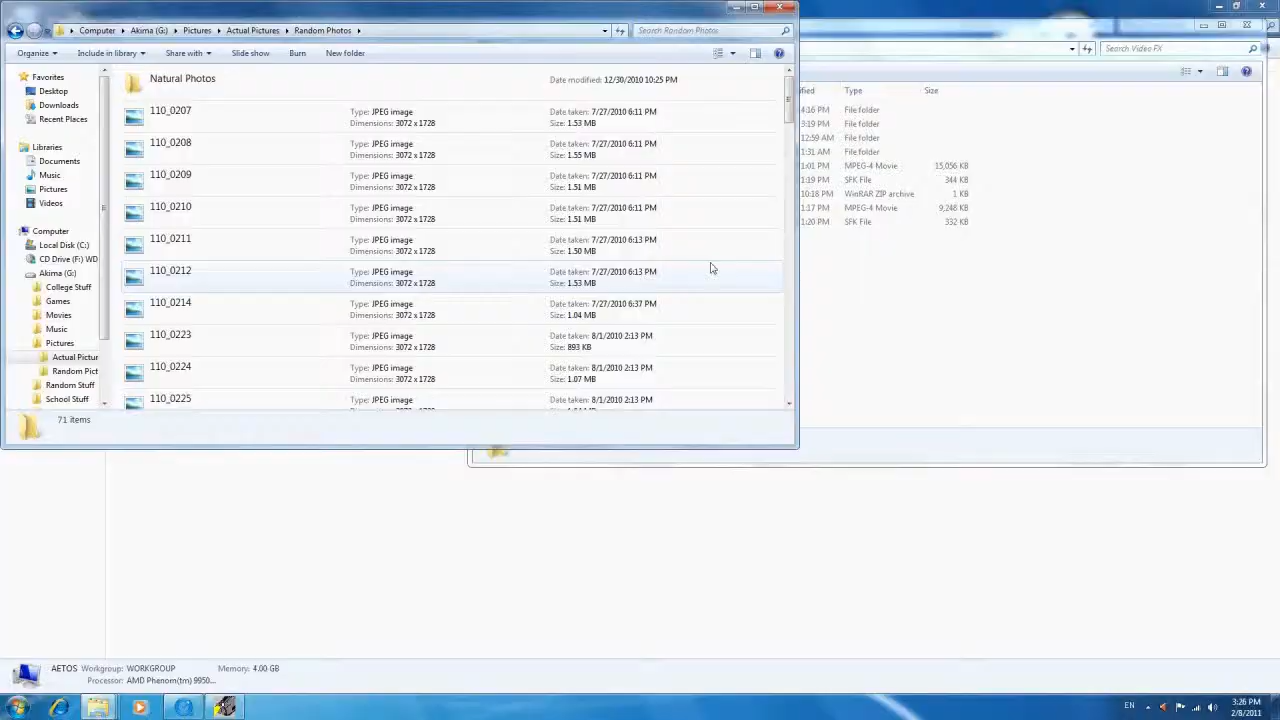 Computer Akima (G:) Pictures Actual Pictures Random Photos
Search Random Photos
Organize Include in library Share with Slide show Burn New folder
Favorites
Desktop
Downloads
Recent Places
Libraries
Documents
Music
Pictures
Videos
Computer
Local Disk (C:)
CD Drive (F:) WD
Akima (G:)
College Stuff
Games
Movies
Music
Pictures
Actual Pictur
Random Pict
Random Stuff
School Stuff
Natural Photos Date modified: 12/30/2010 10:25 PM
110_0207 Type: JPEG image Date taken: 7/27/2010 6:11 PM
Dimensions: 3072 x 1728 Size: 1.53 MB
110_0208 Type: JPEG image Date taken: 7/27/2010 6:11 PM
Dimensions: 3072 x 1728 Size: 1.55 MB
110_0209 Type: JPEG image Date taken: 7/27/2010 6:11 PM
Dimensions: 3072 x 1728 Size: 1.51 MB
110_0210 Type: JPEG image Date taken: 7/27/2010 6:11 PM
Dimensions: 3072 x 1728 Size: 1.51 MB
110_0211 Type: JPEG image Date taken: 7/27/2010 6:13 PM
Dimensions: 3072 x 1728 Size: 1.50 MB
110_0212 Type: JPEG image Date taken: 7/27/2010 6:13 PM
Dimensions: 3072 x 1728 Size: 1.53 MB
110_0214 Type: JPEG image Date taken: 7/27/2010 6:37 PM
Dimensions: 3072 x 1728 Size: 1.04 MB
110_0223 Type: JPEG image Date taken: 8/1/2010 2:13 PM
Dimensions: 3072 x 1728 Size: 893 KB
110_0224 Type: JPEG image Date taken: 8/1/2010 2:13 PM
Dimensions: 3072 x 1728 Size: 1.07 MB
110_0225 Type: JPEG image Date taken: 8/1/2010 2:13 PM
71 items
Search Video FX
ified Type Size
4:16 PM File folder
3:19 PM File folder
12:59 AM File folder
1:31 AM File folder
1:01 PM MPEG-4 Movie 15,056 KB
1:19 PM SFK File 344 KB
10:18 PM WinRAR ZIP archive 1 KB
1:17 PM MPEG-4 Movie 9,248 KB
1:20 PM SFK File 332 KB
AETOS Workgroup: WORKGROUP Memory: 4.00 GB
Processor: AMD Phenom(tm) 9950...
EN
3:26 PM
2/8/2011